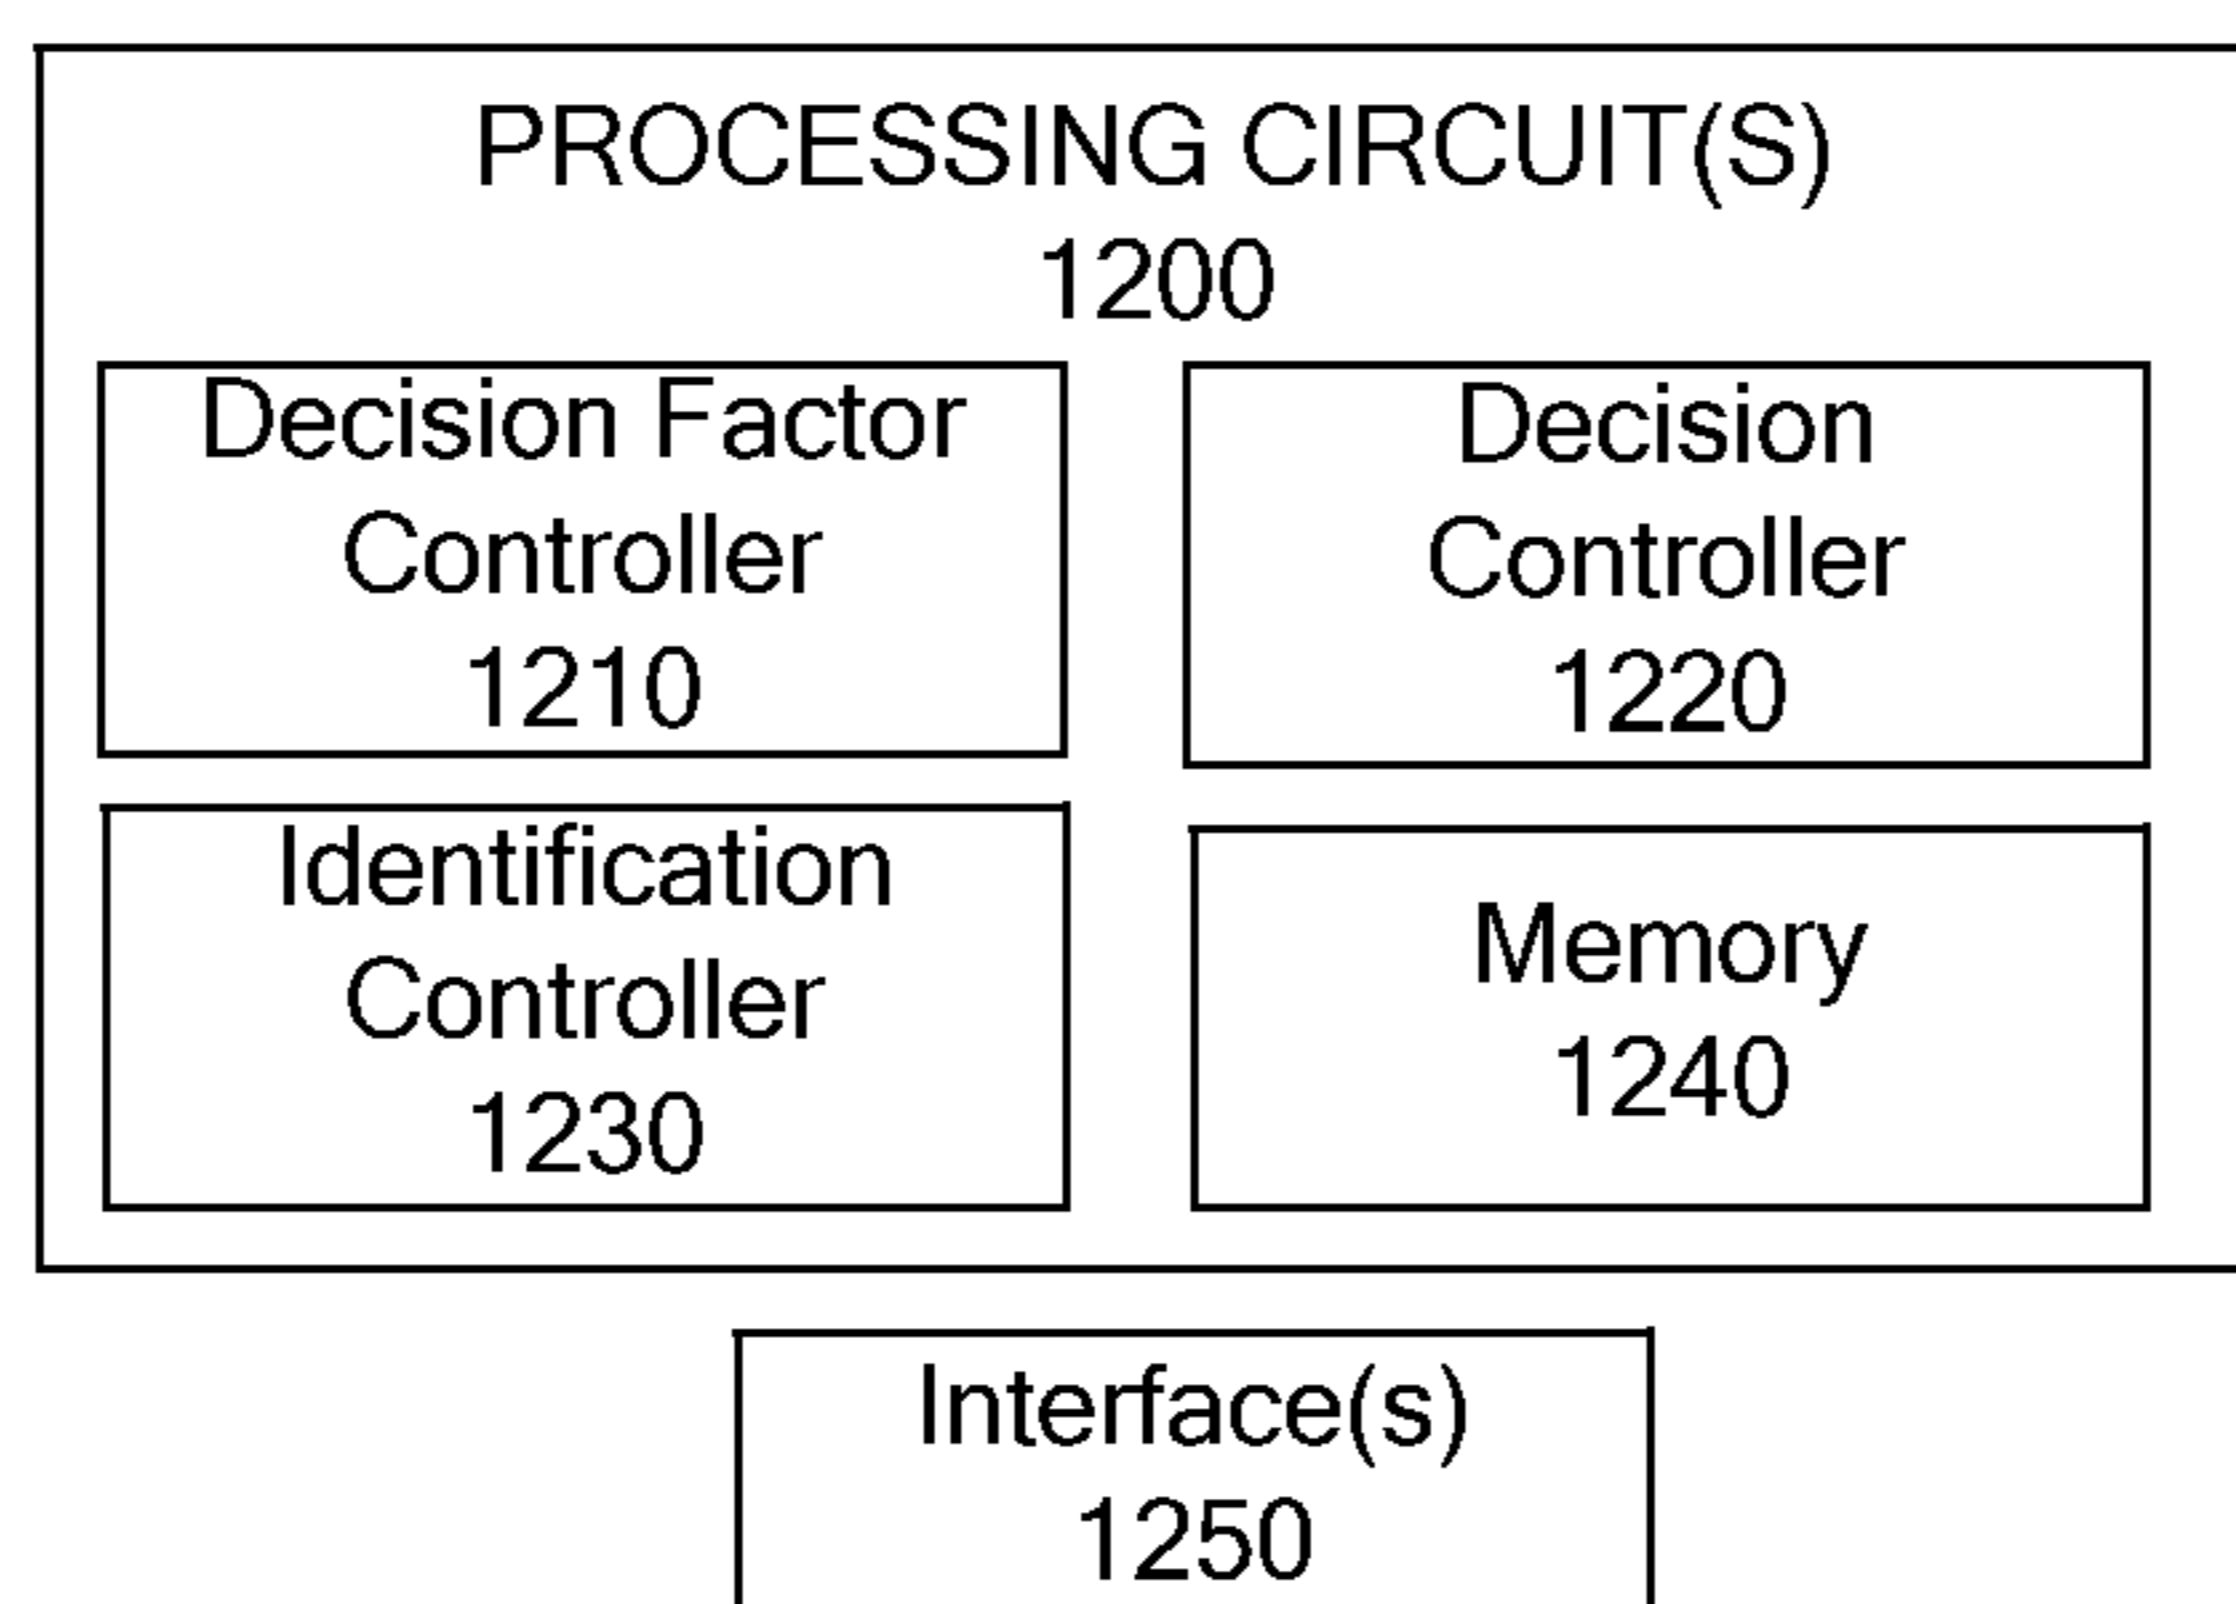 PROCESSING CIRCUIT(S)
1200
Decision Factor
Controller
1210
Decision
Controller
1220
Identification
Controller
1230
Memory
1240
Interface(s)
1250